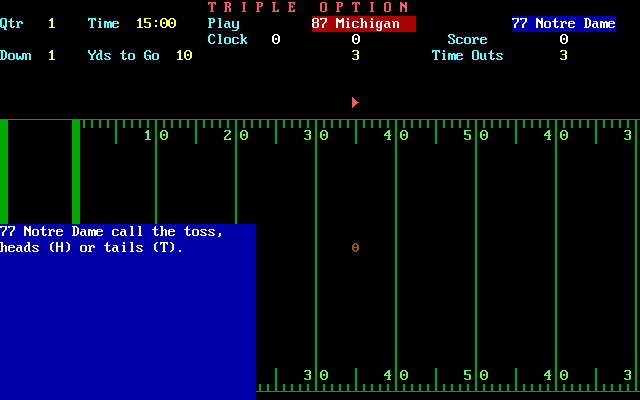 TRIPLE OPTION
Qtr 1 Time 15:00 Play 87 Michigan 77 Notre Dame
Clock 0 0 Score 0
Down 1 Yds to Go 10 3 Time Outs 3
10 20 30 40 50 40 3
77 Notre Dame call the toss,
heads (H) or tails (T).
0
30 40 50 40 3